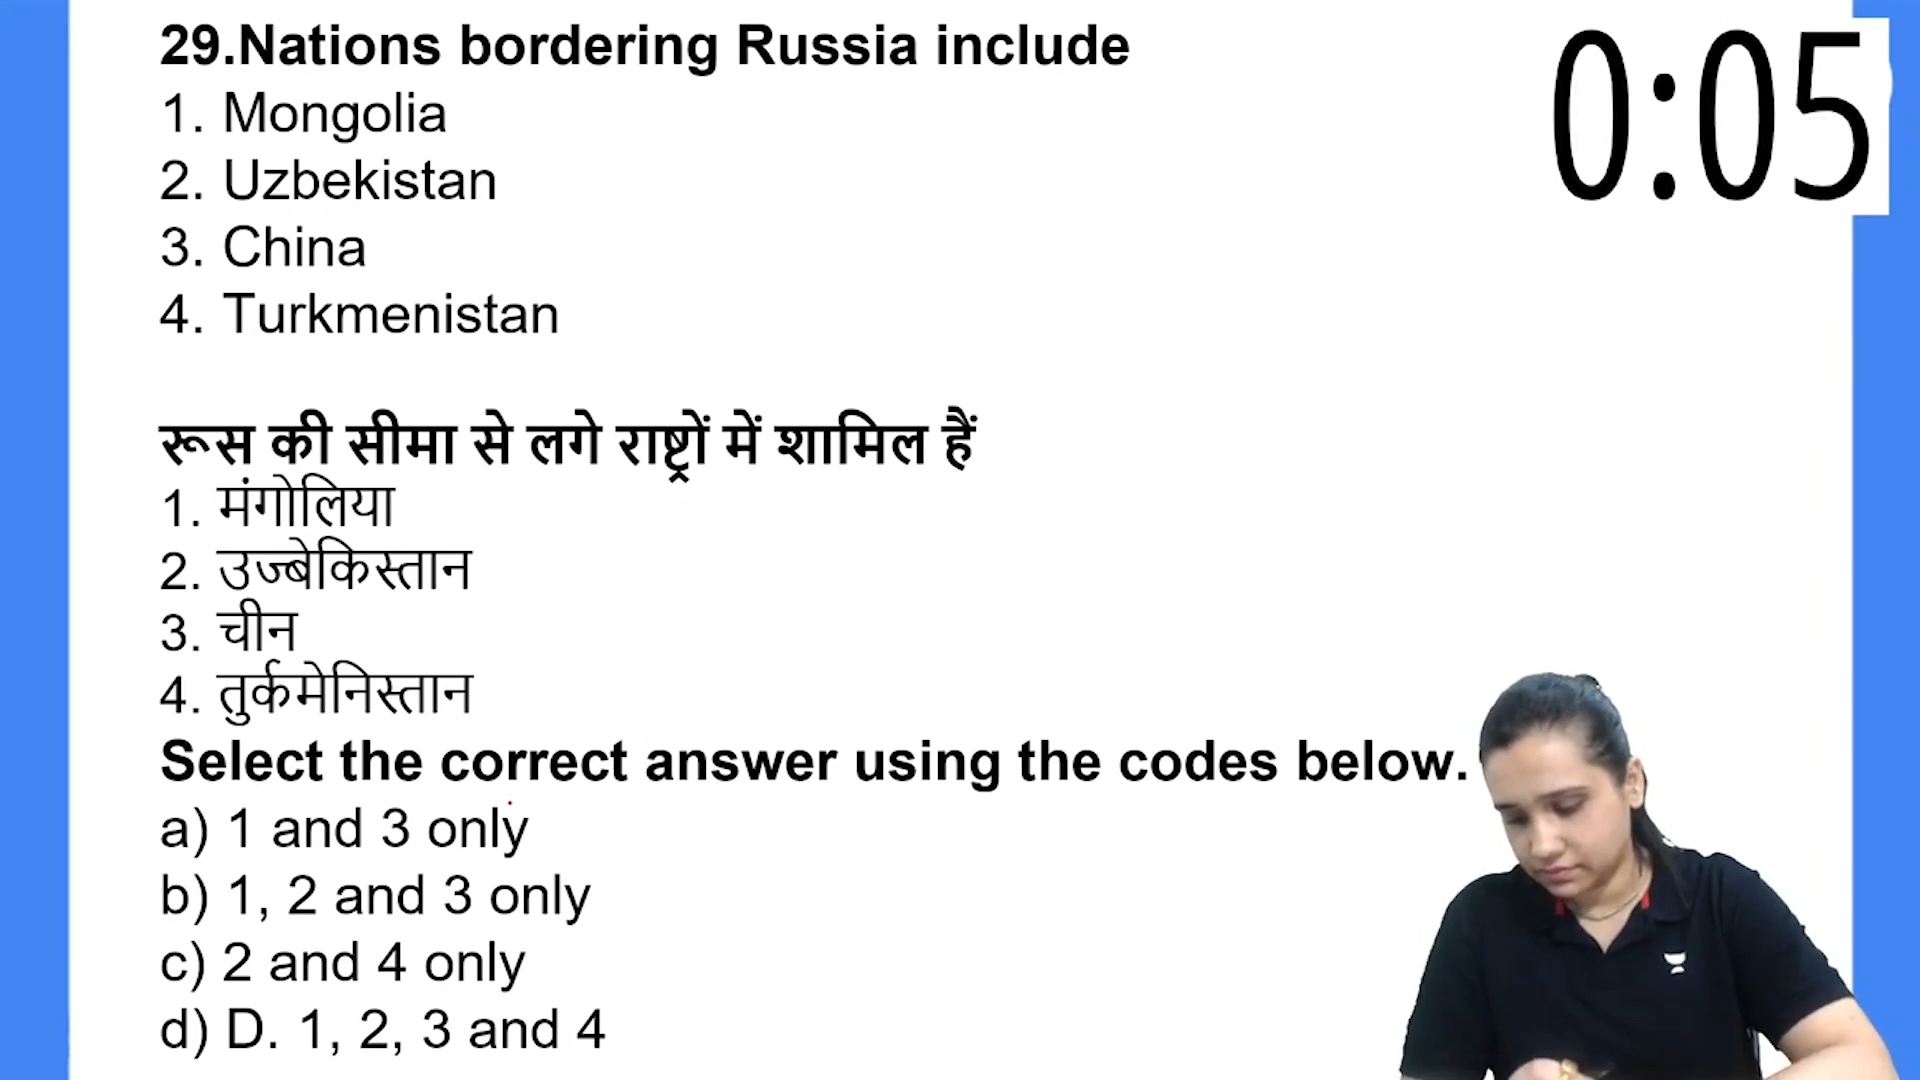 29.Nations bordering Russia include
0:05
1. Mongolia
2. Uzbekistan
3. China
4. Turkmenistan
रूस की सीमा से लगे राष्ट्रों में शामिल हैं
1. मंगोलिया
2. उज्बेकिस्तान
3. चीन
4. तुर्कमेनिस्तान
Select the correct answer using the codes below.
a) 1 and 3 only
b) 1, 2 and 3 only
c) 2 and 4 only
d) D. 1, 2, 3 and 4